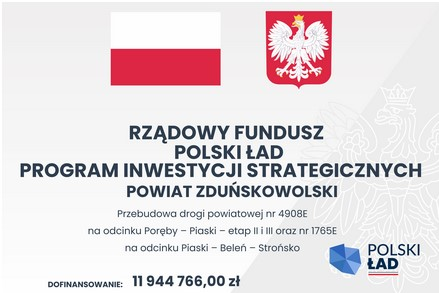 RZĄDOWY FUNDUSZ
POLSKI ŁAD
PROGRAM INWESTYCJI STRATEGICZNYCH
POWIAT ZDUŃSKOWOLSKI
Przebudowa drogi powiatowej nr 4908E
na odcinku Poręby – Piaski – etap II i III oraz nr 1765E
na odcinku Piaski – Beleń – Strońsko
POLSKI
ŁAD
DOFINANSOWANIE: 11 944 766,00 zł